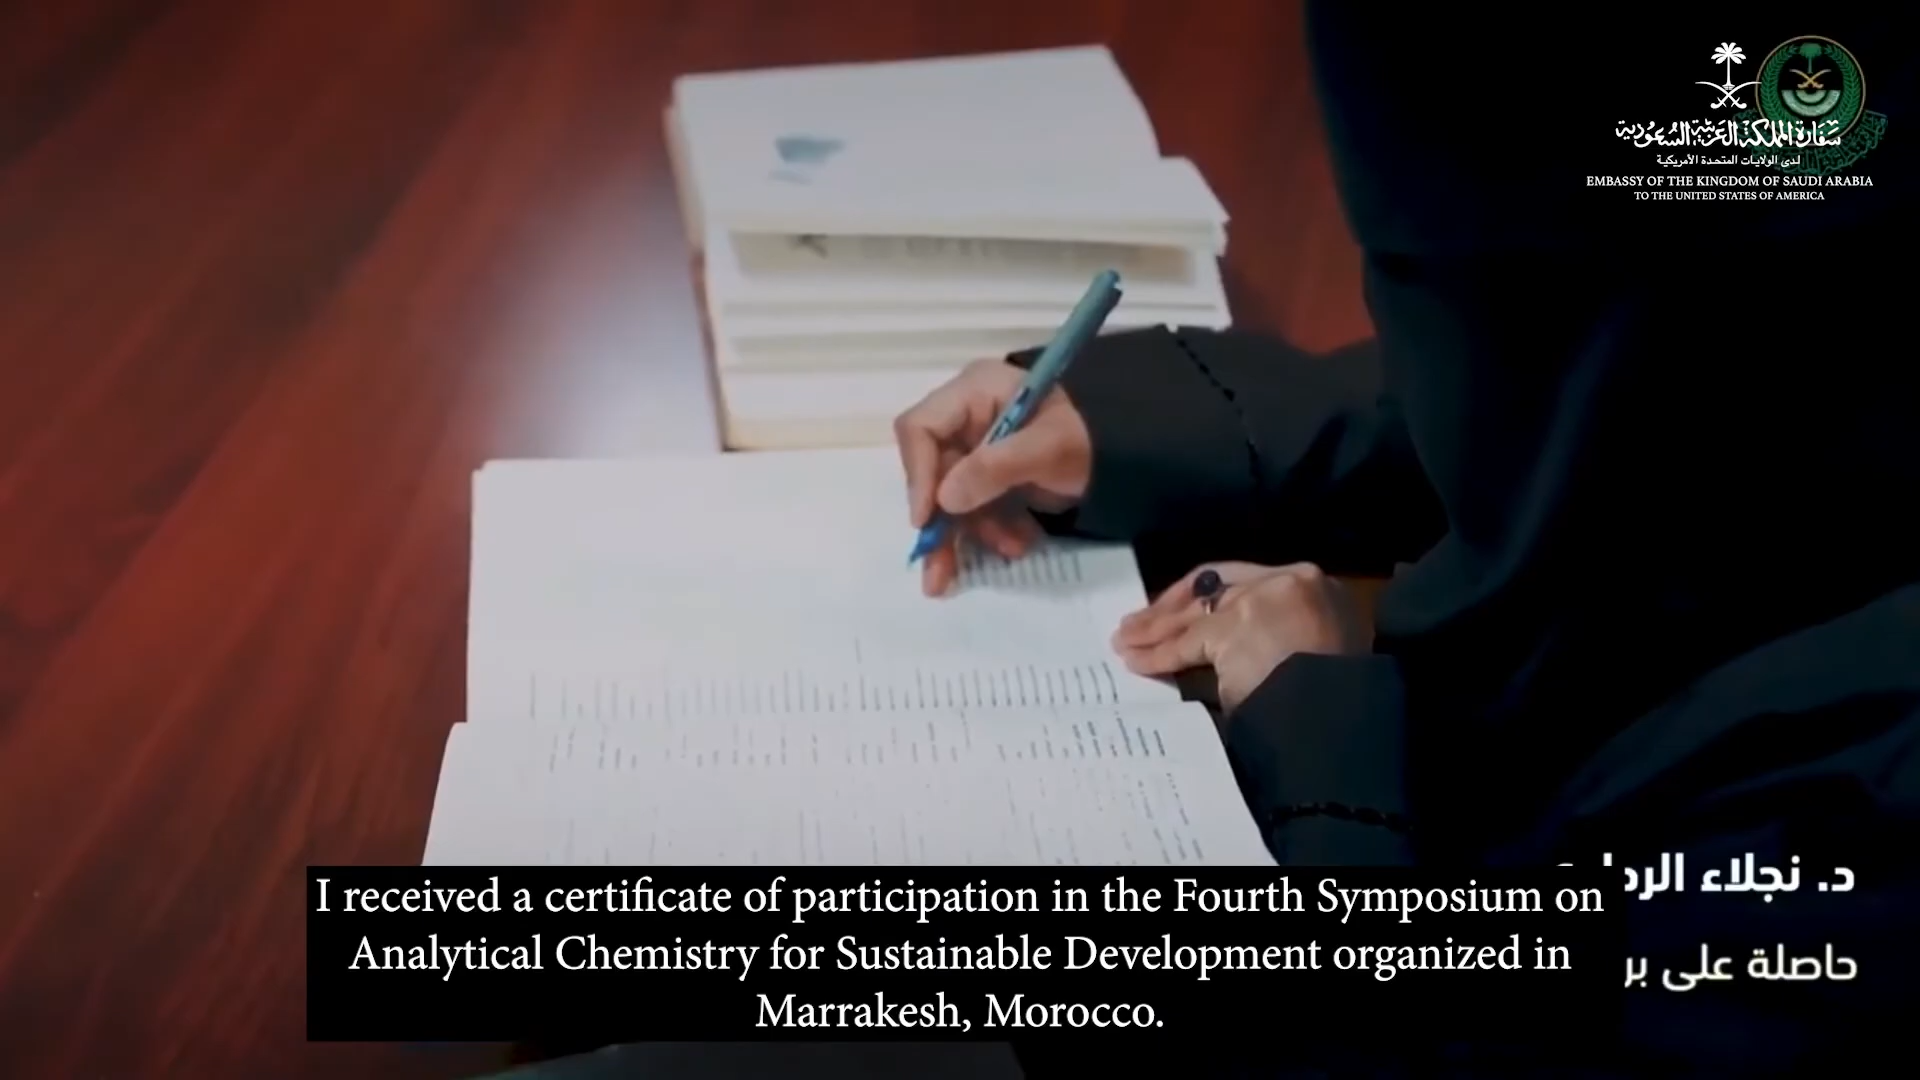 سفارة المملكة العربية السعودية
لدى الولايات المتحدة الأمريكية
EMBASSY OF THE KINGDOM OF SAUDI ARABIA
TO THE UNITED STATES OF AMERICA
د. نجلاء
حاصلة على
I received a certificate of participation in the Fourth Symposium on
Analytical Chemistry for Sustainable Development organized in
Marrakesh, Morocco.